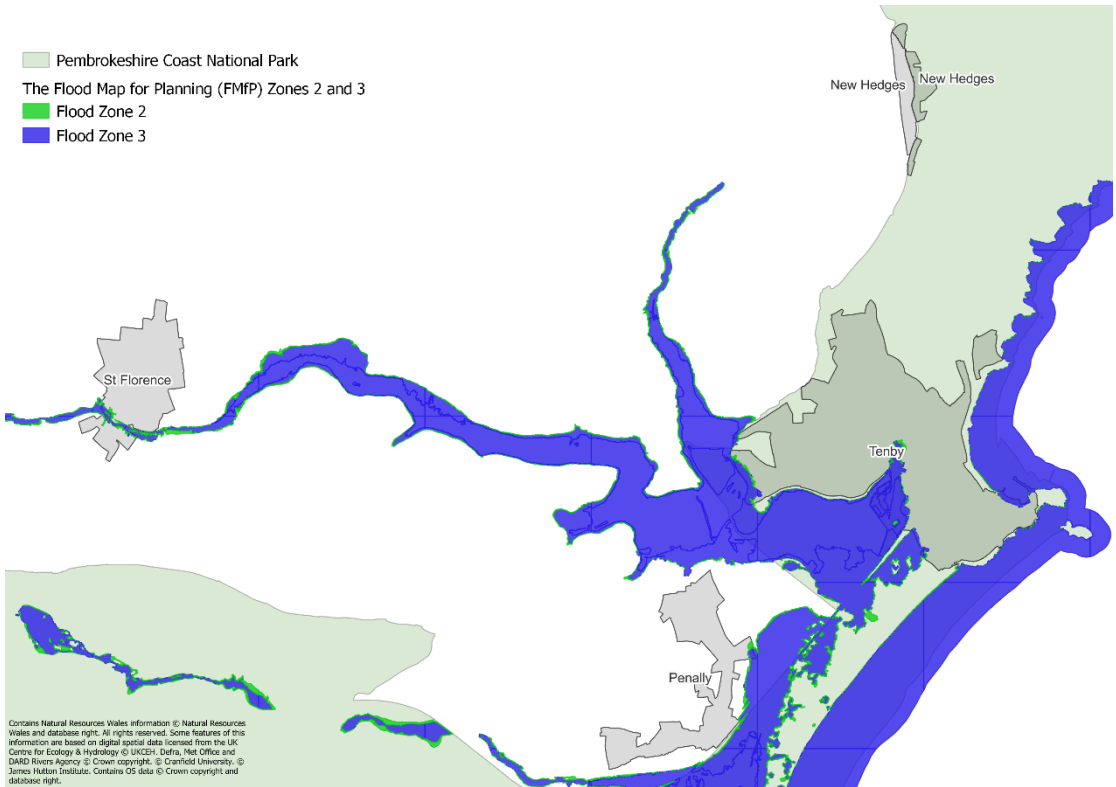 Pembrokeshire Coast National Park
The Flood Map for Planning (FMfP) Zones 2 and 3
Flood Zone 2
Flood Zone 3
New Hedges
New Hedges
St Florence
Tenby
Penally
Contains Natural Resources Wales information © Natural Resources
Wales and database right. All rights reserved. Some features of this
information are based on digital spatial data licensed from the UK
Centre for Ecology & Hydrology © UKCEH. Defra, Met Office and
DARD Rivers Agency © Crown copyright. © Cranfield University. ©
James Hutton Institute. Contains OS data © Crown copyright and
database right.